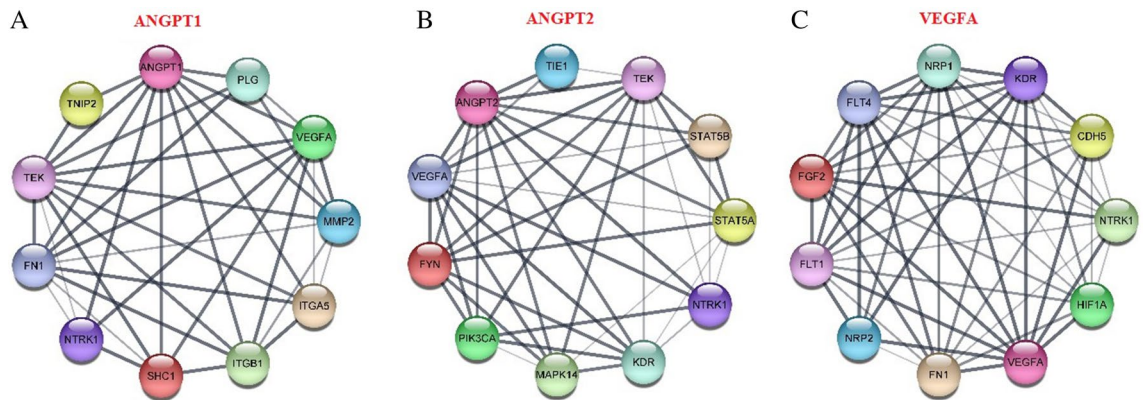 A ANGPT1 B ANGPT2 C VEGFA
ANGPT1
PLG
TNIP2
VEGFA
TEK
MMP2
FN1
ITGA5
NTRK1
ITGB1
SHC1
TIE1
TEK
ANGPT2
STAT5B
VEGFA
STAT5A
FYN
NTRK1
PIK3CA
KDR
MAPK14
NRP1
KDR
FLT4
CDH5
FGF2
NTRK1
FLT1
HIF1A
NRP2
VEGFA
FN1